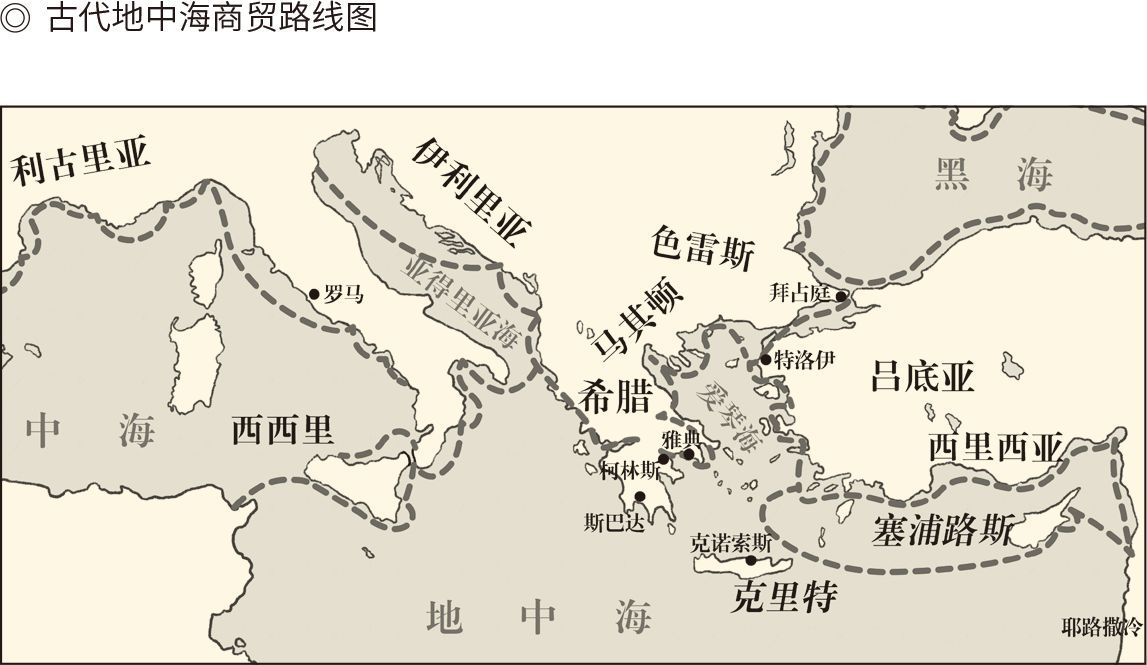 ◎ 古代地中海商贸路线图
利古里亚
伊利里亚
黑 海
色雷斯
亚得里亚海
罗马
拜占庭
马其顿
特洛伊
吕底亚
希腊
爱琴海
中 海
西西里
雅典
西里西亚
柯林斯
斯巴达
塞浦路斯
克诺索斯
克里特
地 中 海
耶路撒冷